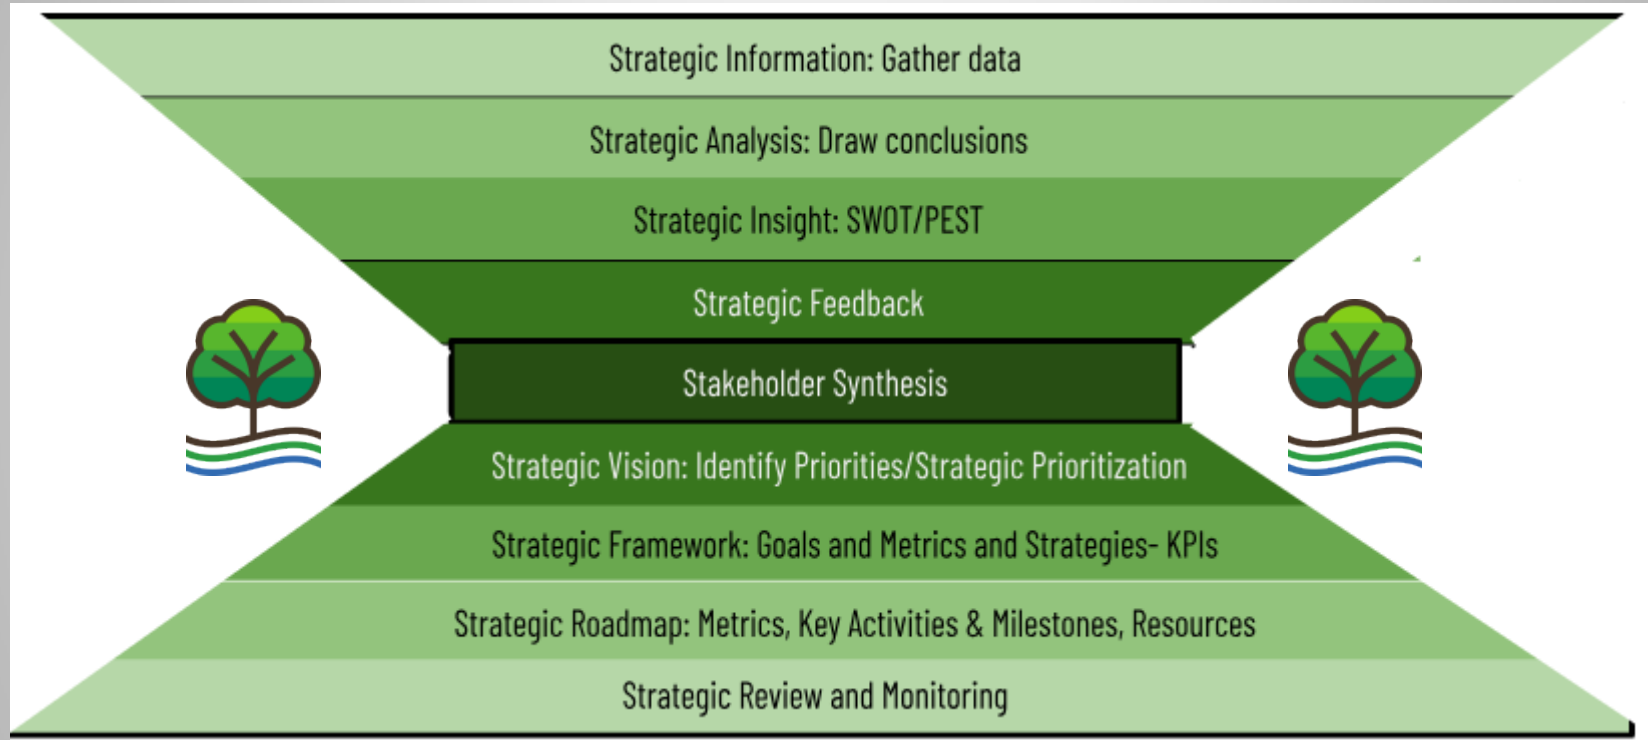 Strategic Information: Gather data
Strategic Analysis: Draw conclusions
Strategic Insight: SWOT/PEST
Strategic Feedback
Stakeholder Synthesis
Strategic Vision: Identify Priorities/Strategic Prioritization
Strategic Framework: Goals and Metrics and Strategies- KPIs
Strategic Roadmap: Metrics, Key Activities & Milestones, Resources
Strategic Review and Monitoring